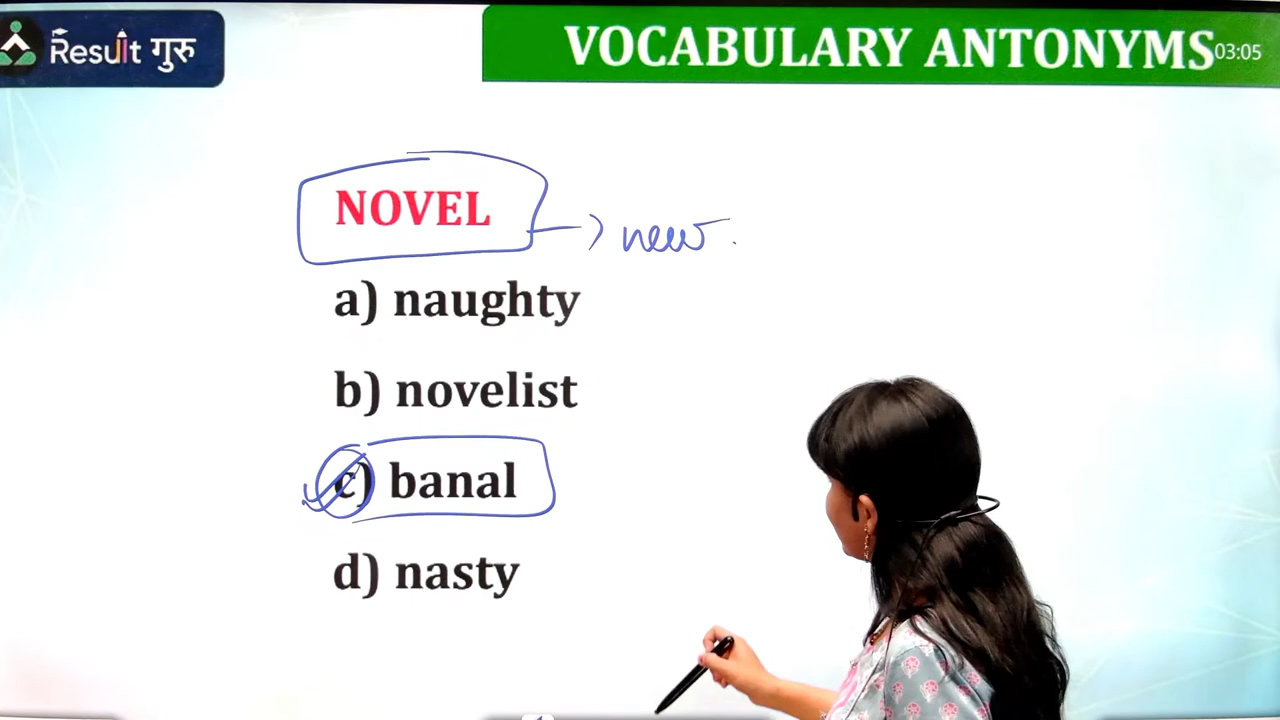 Result गुरु
VOCABULARY ANTONYMS
03:05
NOVEL
new.
a) naughty
b) novelist
c) banal
d) nasty